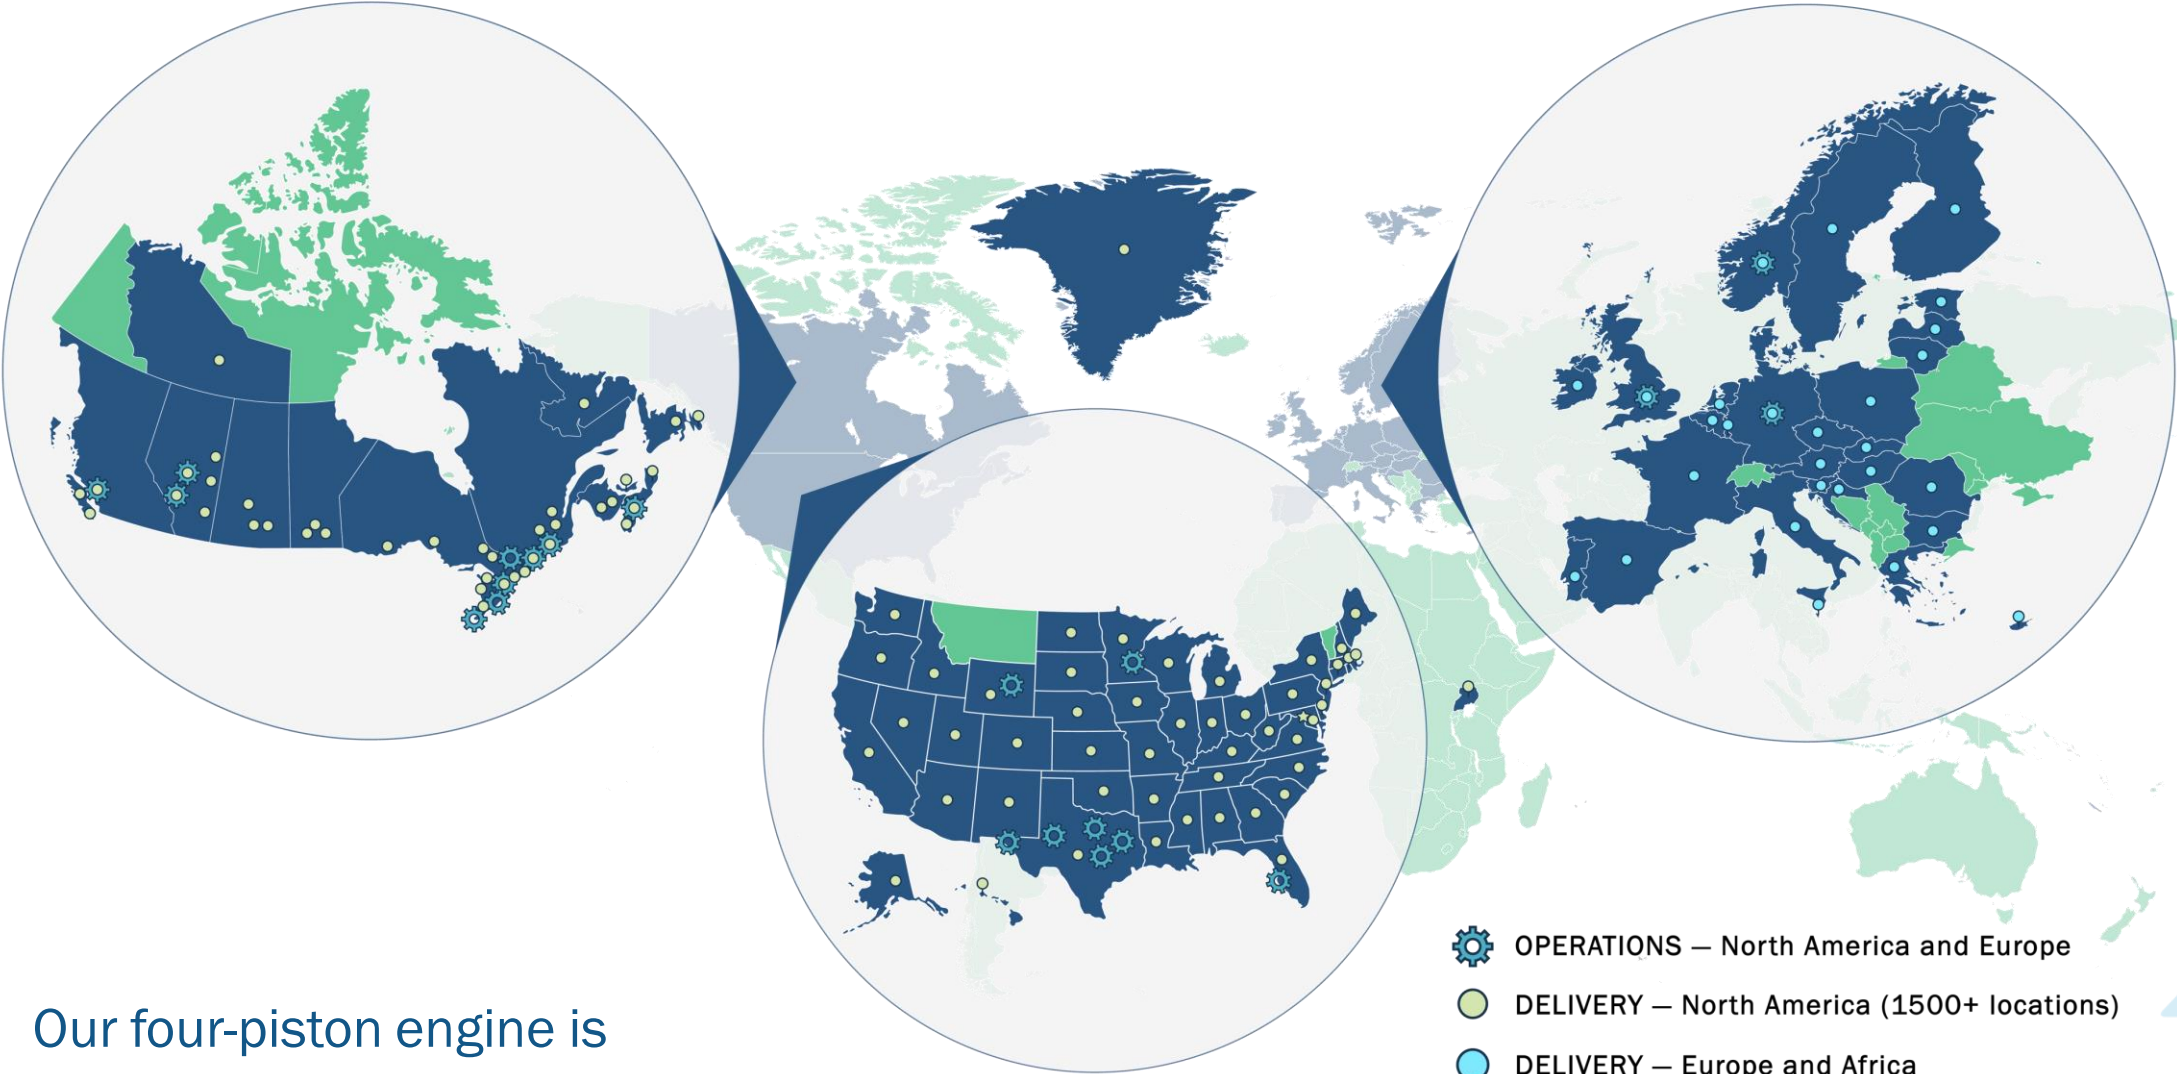 OPERATIONS — North America and Europe
DELIVERY — North America (1500+ locations)
DELIVERY — Europe and Africa
Our four-piston engine is